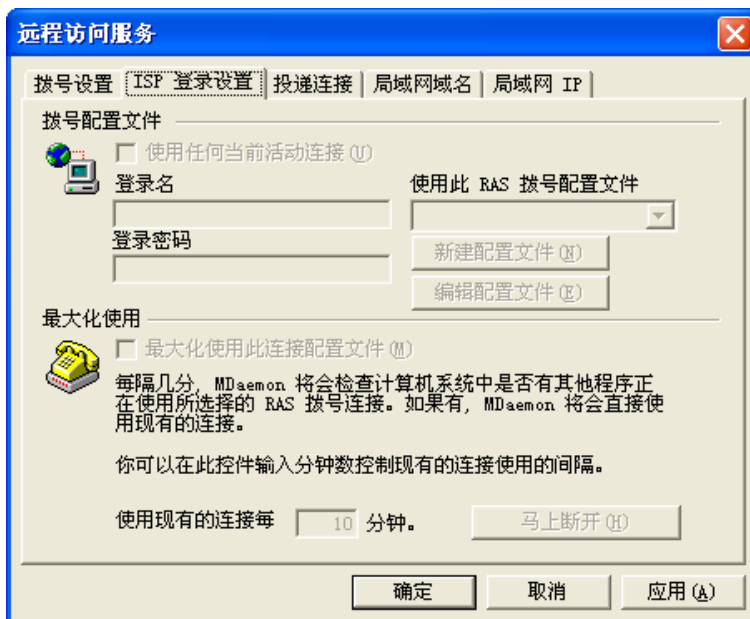 远程访问服务
拨号设置 ISP 登录设置 投递连接 局域网域名 局域网 IP
拨号配置文件
使用任何当前活动连接(U)
登录名 使用此 RAS 拨号配置文件
登录密码
新建配置文件(N)
编辑配置文件(E)
最大化使用
最大化使用此连接配置文件(M)
每隔几分, MDaemon 将会检查计算机系统中是否有其他程序正
在使用所选择的 RAS 拨号连接。如果有, MDaemon 将会直接使
用现有的连接。
你可以在此控件输入分钟数控制现有的连接使用的间隔。
使用现有的连接每 10 分钟。 马上断开(H)
确定 取消 应用(A)